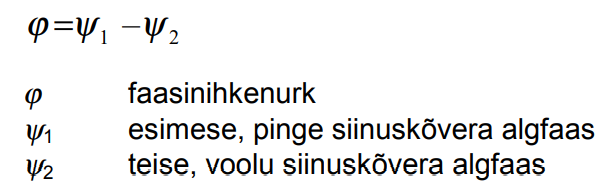 φ=ψ₁ −ψ₂
φ faasinihkenurk
ψ1 esimese, pinge siinuskõvera algfaas
ψ2 teise, voolu siinuskõvera algfaas